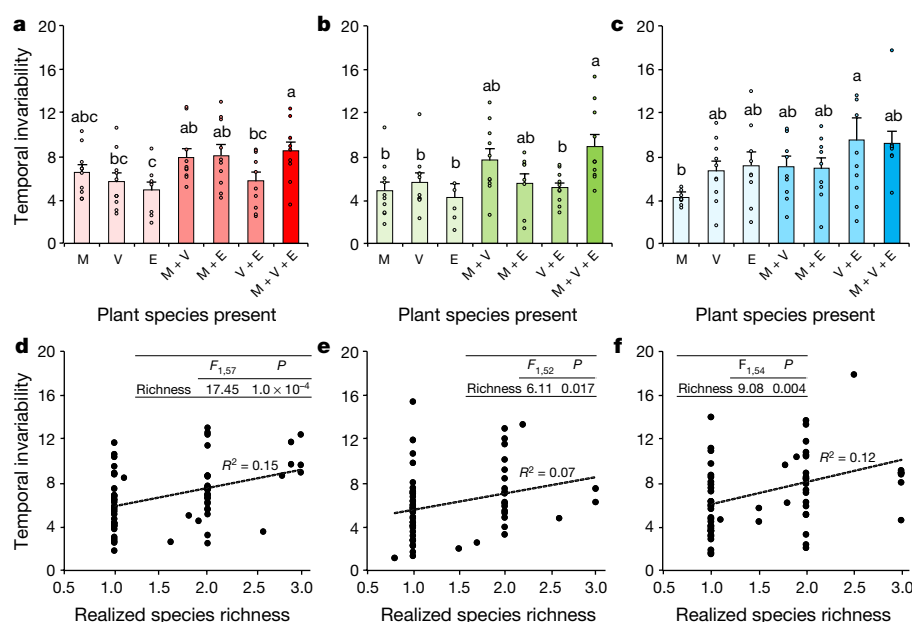 a b c
Temporal invariability
20 16 12 8 4 0
abc bc c ab ab bc a
M V E M + V M + E V + E M + V + E
Plant species present
20 16 12 8 4 0
b b b ab ab b a
M V E M + V M + E V + E M + V + E
Plant species present
20 16 12 8 4 0
b ab ab ab ab a ab
M V E M + V M + E V + E M + V + E
Plant species present
d e f
Temporal invariability
20 16 12 8 4 0
F1,57 P
Richness 17.45 1.0 × 10⁻⁴
R² = 0.15
0.5 1.0 2.0 2.5 3.0
Realized species richness
20 16 12 8 4 0
F1,52 P
Richness 6.11 0.017
R² = 0.07
0.5 1.0 1.5 2.0 2.5 3.0
Realized species richness
20 16 12 8 4 0
F1,54 P
Richness 9.08 0.004
R² = 0.12
0.5 1.0 1.5 2.0 2.5 3.0
Realized species richness